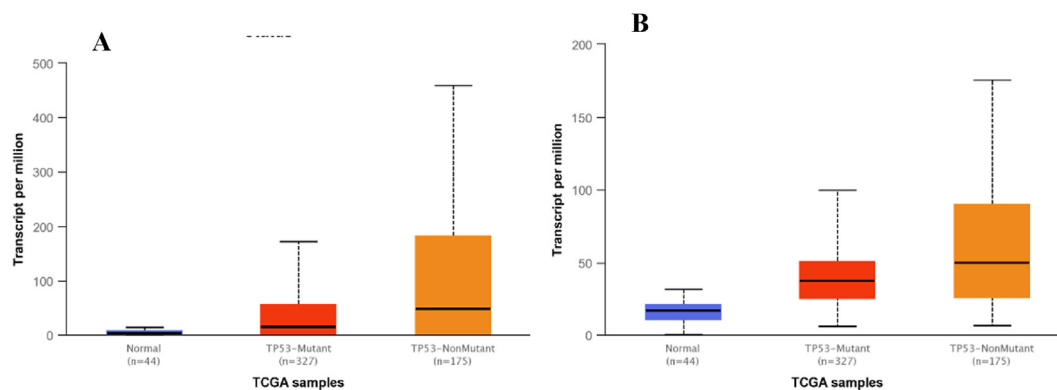 A
500
400
300
200
100
0
Transcript per million
Normal
(n=44)
TP53-Mutant
(n=327)
TP53-NonMutant
(n=175)
TCGA samples
B
200
150
100
50
0
Transcript per million
Normal
(n=44)
TP53-Mutant
(n=327)
TP53-NonMutant
(n=175)
TCGA samples